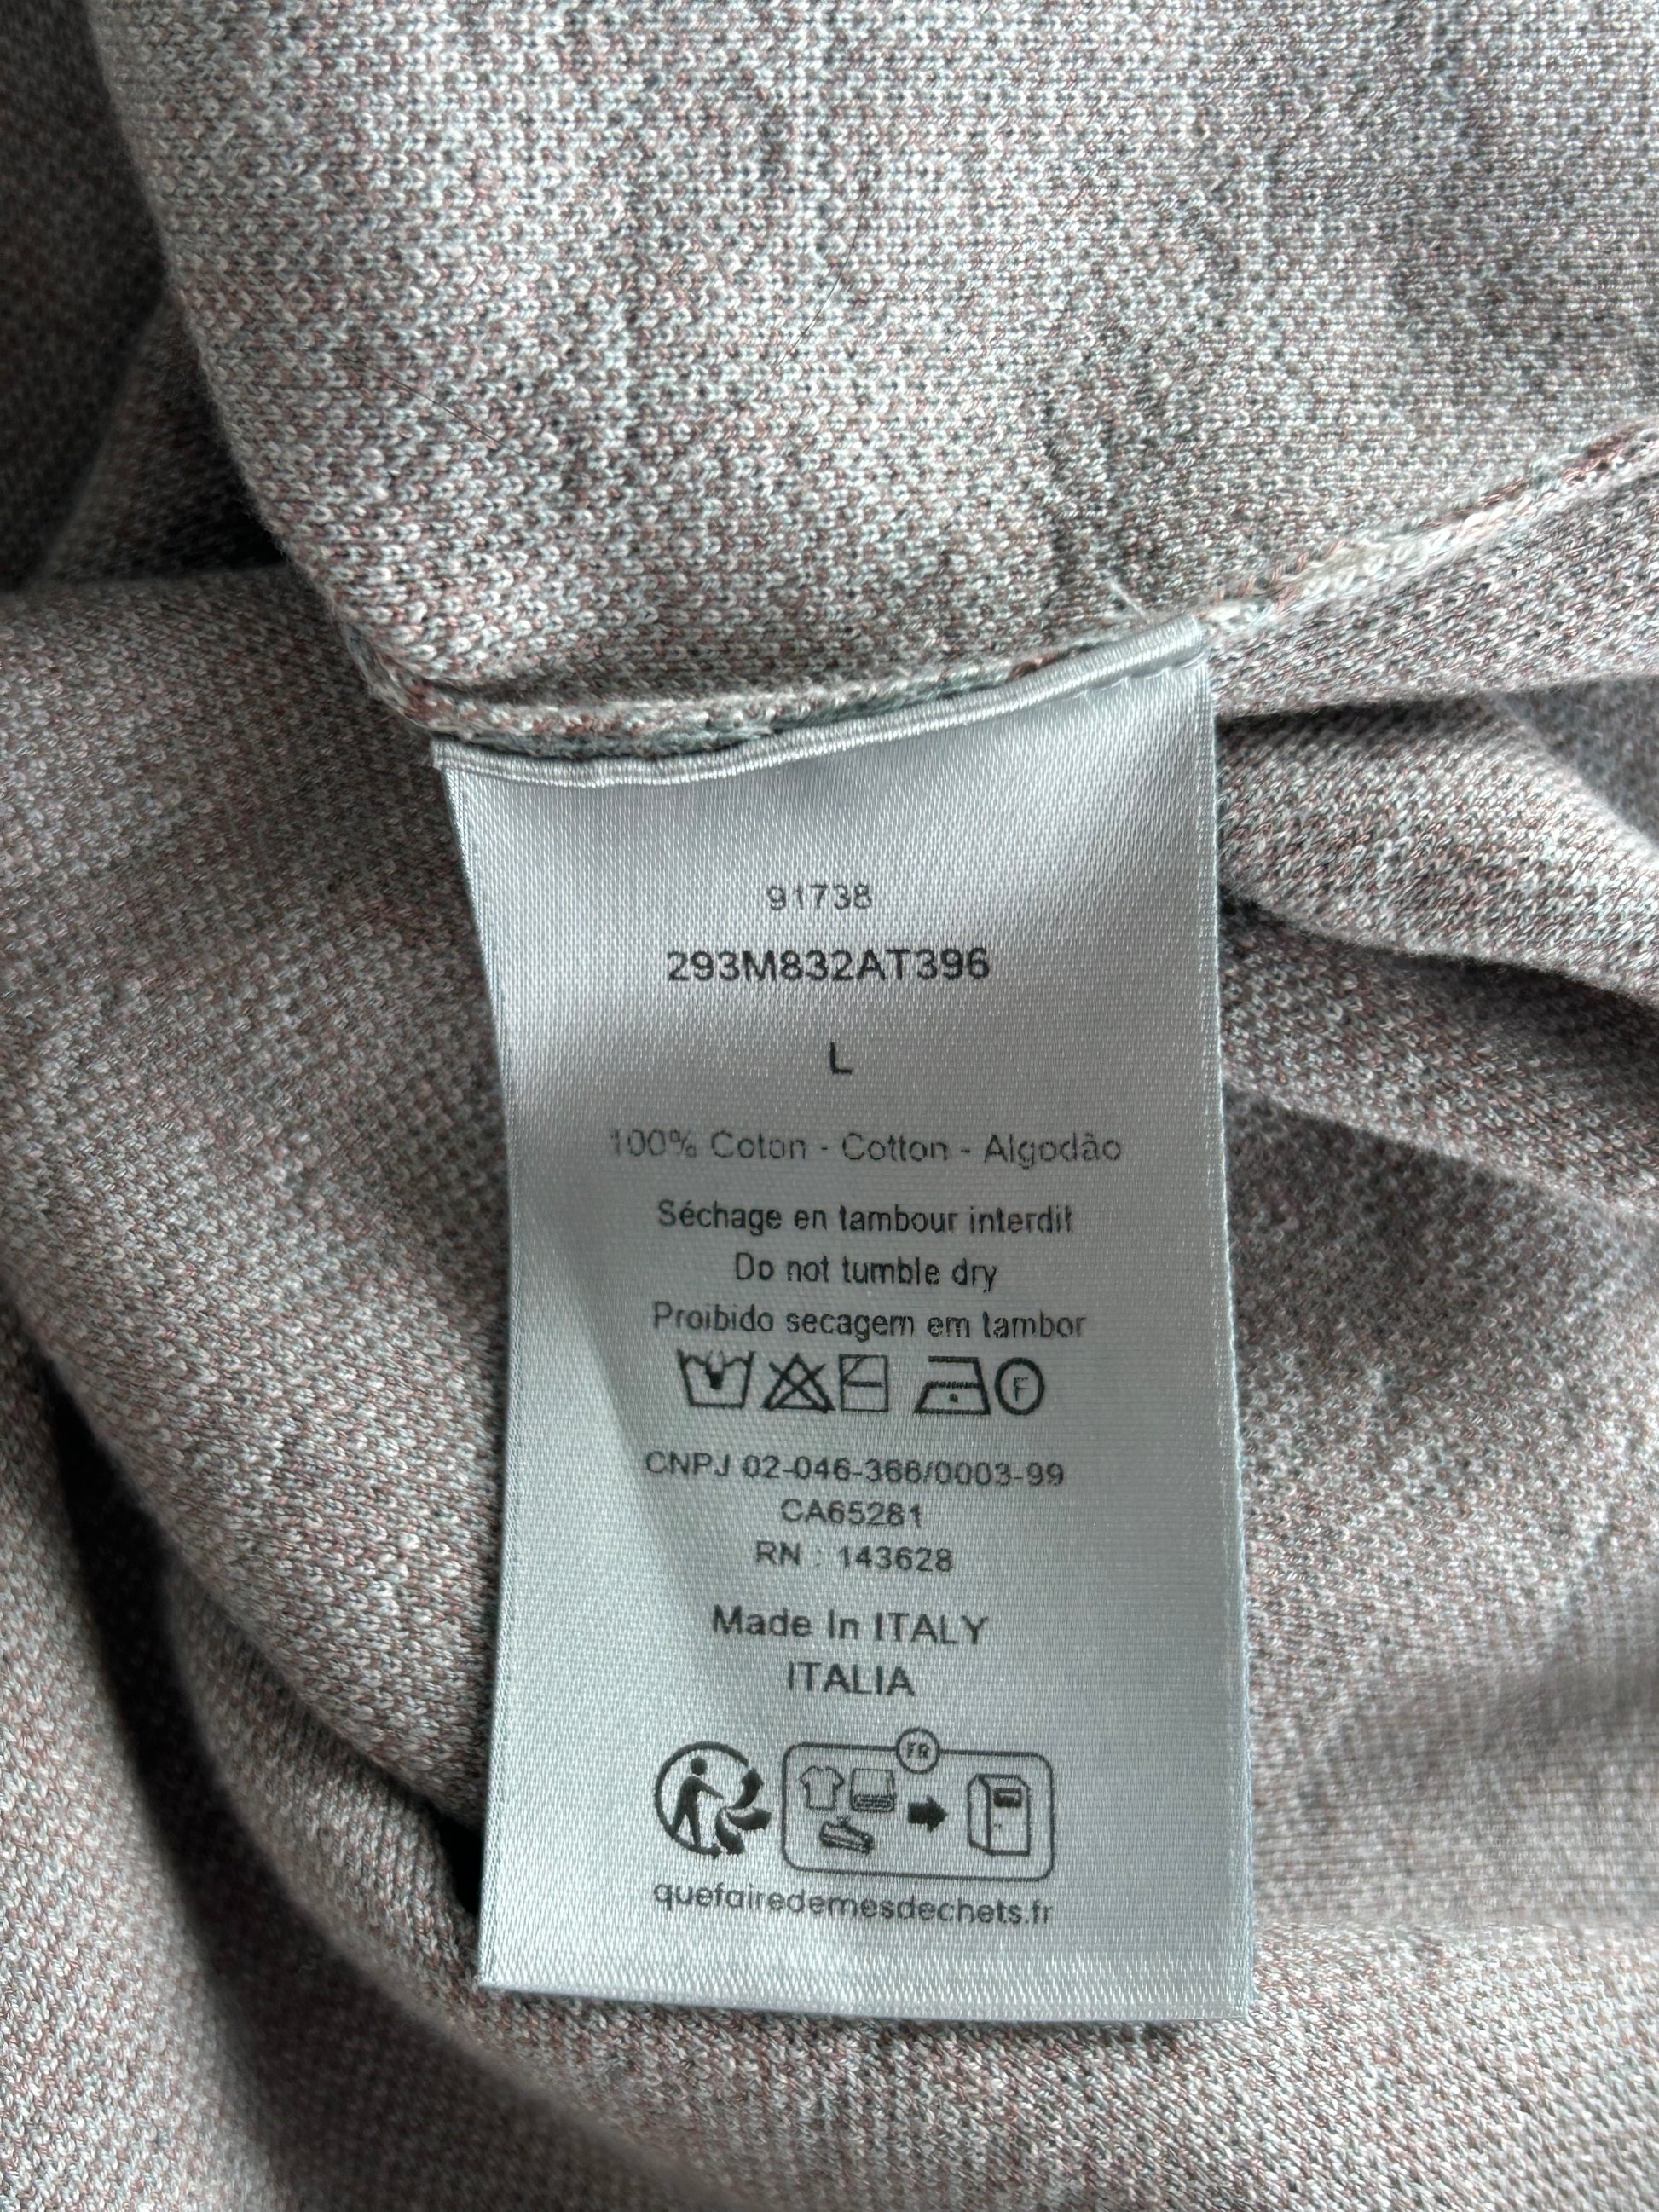 91738
293M832AT396
L
100% Coton - Cotton - Algodão
Séchage en tambour interdit
Do not tumble dry
Proibido secagem em tambor
F
CNPJ 02-046-366/0003-99
CA65281
RN : 143628
Made In ITALY
ITALIA
FR
quefairedemesdechets.fr